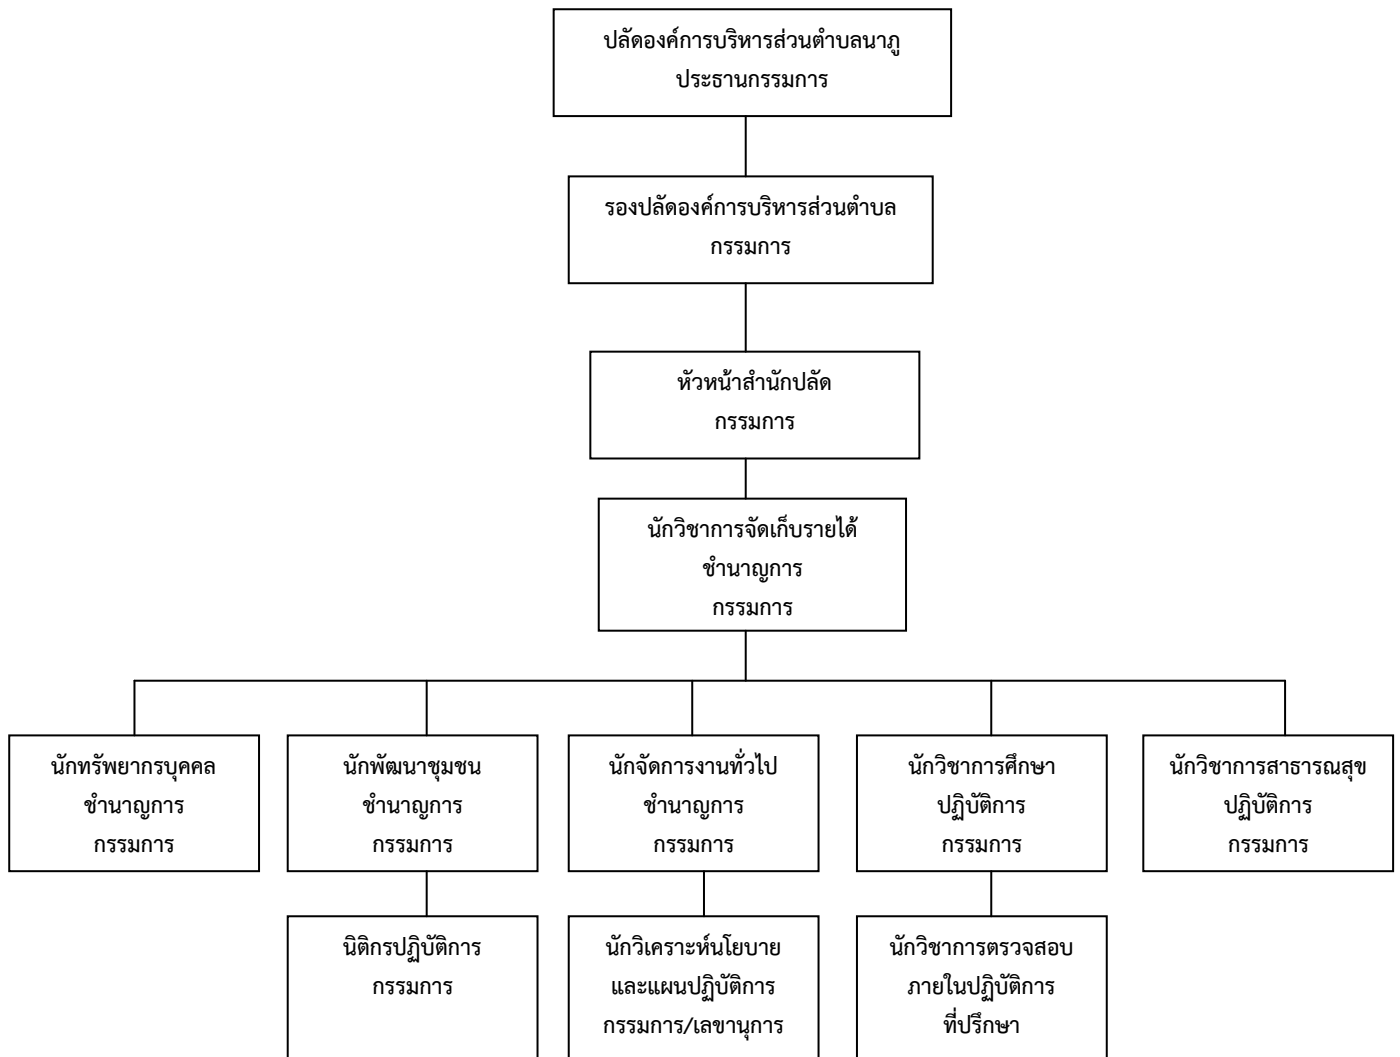 ปลัดองค์การบริหารส่วนตำบลนาภู
ประธานกรรมการ
รองปลัดองค์การบริหารส่วนตำบล
กรรมการ
หัวหน้าสำนักปลัด
กรรมการ
นักวิชาการจัดเก็บรายได้
ชำนาญการ
กรรมการ
นักทรัพยากรบุคคล
ชำนาญการ
กรรมการ
นักพัฒนาชุมชน
ชำนาญการ
กรรมการ
นักจัดการงานทั่วไป
ชำนาญการ
กรรมการ
นักวิชาการศึกษา
ปฏิบัติการ
กรรมการ
นักวิชาการสาธารณสุข
ปฏิบัติการ
กรรมการ
นิติกรปฏิบัติการ
กรรมการ
นักวิเคราะห์นโยบาย
และแผนปฏิบัติการ
กรรมการ/เลขานุการ
นักวิชาการตรวจสอบ
ภายในปฏิบัติการ
ที่ปรึกษา